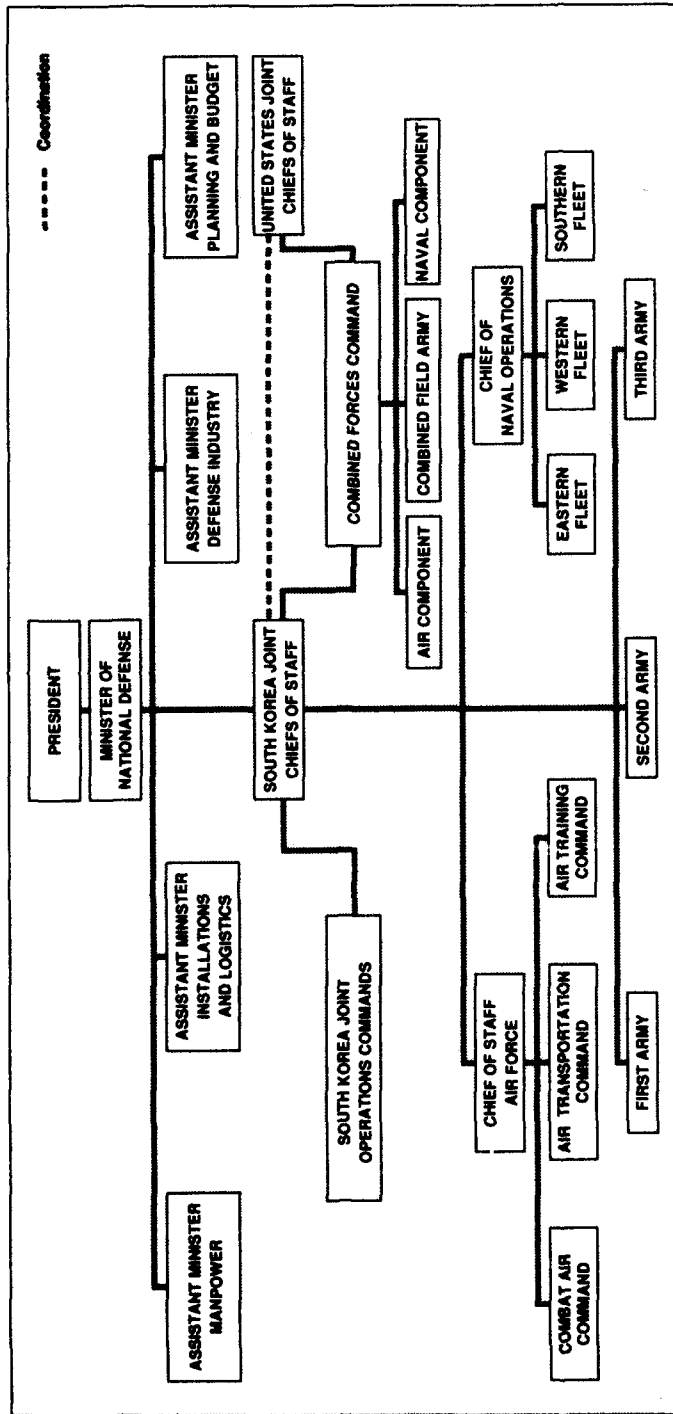 ----- Coordination
PRESIDENT
MINISTER OF
NATIONAL DEFENSE
ASSISTANT MINISTER
MANPOWER
ASSISTANT MINISTER
INSTALLATIONS
AND LOGISTICS
ASSISTANT MINISTER
DEFENSE INDUSTRY
ASSISTANT MINISTER
PLANNING AND BUDGET
SOUTH KOREA JOINT
CHIEFS OF STAFF
UNITED STATES JOINT
CHIEFS OF STAFF
SOUTH KOREA JOINT
OPERATIONS COMMANDS
COMBINED FORCES COMMAND
AIR COMPONENT
COMBINED FIELD ARMY
NAVAL COMPONENT
CHIEF OF STAFF
AIR FORCE
CHIEF OF
NAVAL OPERATIONS
COMBAT AIR
COMMAND
AIR TRANSPORTATION
COMMAND
AIR TRAINING
COMMAND
EASTERN
FLEET
WESTERN
FLEET
SOUTHERN
FLEET
FIRST ARMY
SECOND ARMY
THIRD ARMY